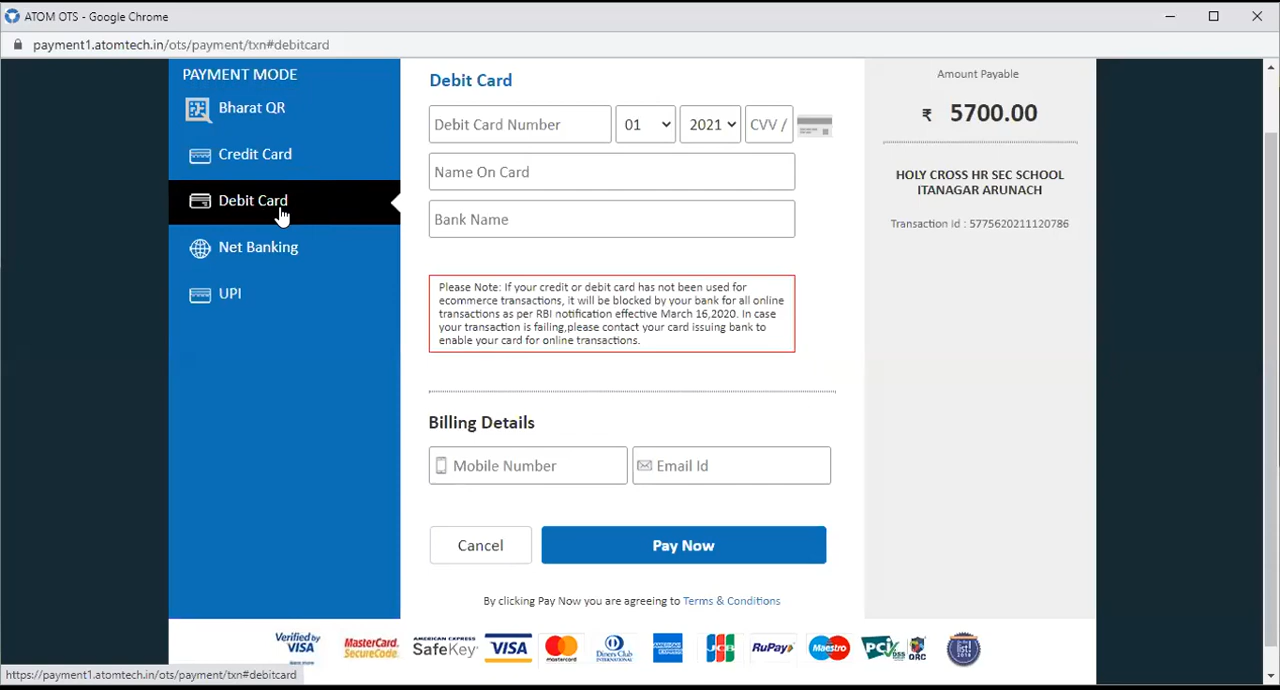 ATOM OTS - Google Chrome
payment1.atomtech.in/ots/payment/txn#debitcard
PAYMENT MODE
Bharat QR
Credit Card
Debit Card
Net Banking
UPI
Debit Card
Debit Card Number
01
2021
CVV /
Name On Card
Bank Name
Please Note: If your credit or debit card has not been used for
ecommerce transactions, it will be blocked by your bank for all online
transactions as per RBI notification effective March 16,2020. In case
your transaction is failing,please contact your card issuing bank to
enable your card for online transactions.
Billing Details
Mobile Number
Email Id
Cancel
Pay Now
By clicking Pay Now you are agreeing to Terms & Conditions
Amount Payable
₹ 5700.00
HOLY CROSS HR SEC SCHOOL
ITANAGAR ARUNACH
Transaction Id : 5775620211120786
Verified by
VISA
MasterCard.
SecureCode.
AMERICAN EXPRESS
SafeKey
VISA
mastercard
Diners Club
INTERNATIONAL
JCB
RuPay
Maestro
PCI
DSS
https://payment1.atomtech.in/ots/payment/txn#debitcard